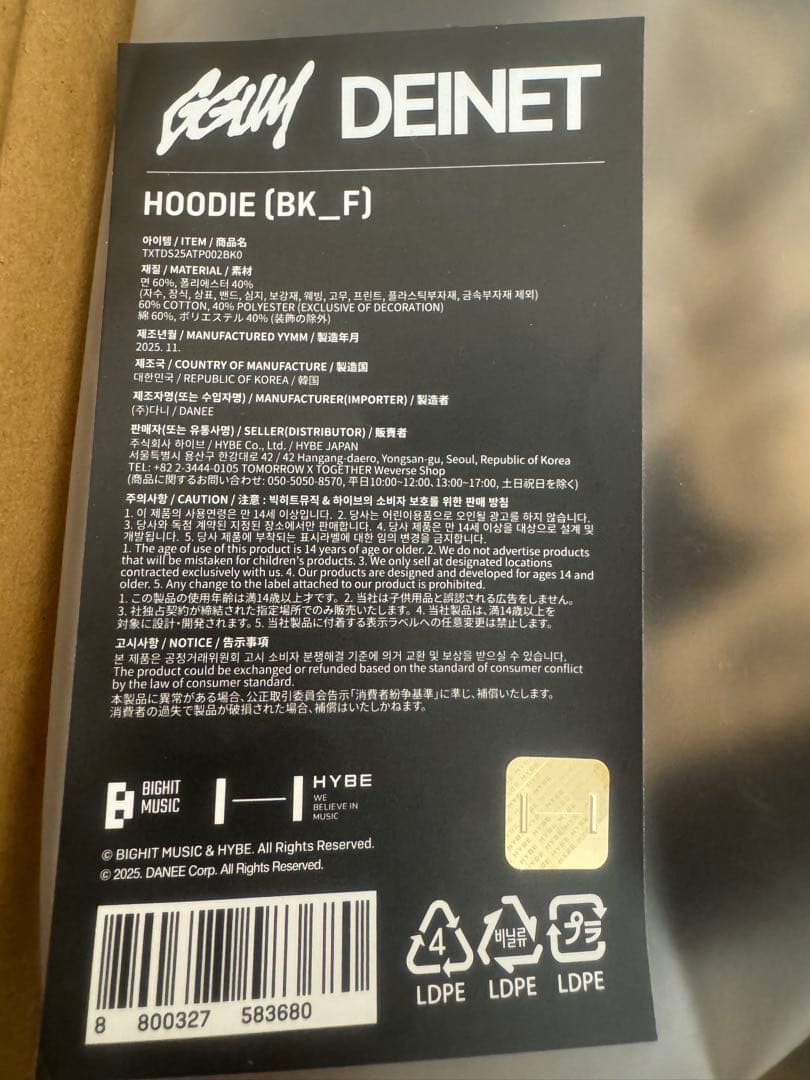 GGUM DEINET
HOODIE (BK_F)
아이템 / ITEM / 商品名
TXTDS25ATP002BK0
재질 / MATERIAL / 素材
면 60%, 폴리에스터 40%
(자수, 장식, 상표, 밴드, 심지, 보강재, 웨빙, 고무, 프린트, 플라스틱부자재, 금속부자재 제외)
60% COTTON, 40% POLYESTER (EXCLUSIVE OF DECORATION)
綿 60%, ポリエステル 40% (装飾の除外)
제조년월 / MANUFACTURED YYMM / 製造年月
2025. 11.
제조국 / COUNTRY OF MANUFACTURE / 製造国
대한민국 / REPUBLIC OF KOREA / 韓国
제조자명(또는 수입자명) / MANUFACTURER(IMPORTER) / 製造者
(주)다니 / DANEE
판매자(또는 유통사명) / SELLER(DISTRIBUTOR) / 販売者
주식회사 하이브 / HYBE Co., Ltd. / HYBE JAPAN
서울특별시 용산구 한강대로 42 / 42 Hangang-daero, Yongsan-gu, Seoul, Republic of Korea
TEL: +82 2-3444-0105 TOMORROW X TOGETHER Weverse Shop
(商品に関するお問い合わせ: 050-5050-8570, 平日10:00~12:00, 13:00~17:00, 土日祝日を除く)
주의사항 / CAUTION / 注意 : 빅히트뮤직 & 하이브의 소비자 보호를 위한 판매 방침
1. 이 제품의 사용연령은 만 14세 이상입니다. 2. 당사는 어린이용품으로 오인될 광고를 하지 않습니다.
3. 당사와 독점 계약된 지정된 장소에서만 판매합니다. 4. 당사 제품은 만 14세 이상을 대상으로 설계 및
개발됩니다. 5. 당사 제품에 부착되는 표시라벨에 대한 임의 변경을 금지합니다.
1. The age of use of this product is 14 years of age or older. 2. We do not advertise products
that will be mistaken for children's products. 3. We only sell at designated locations
contracted exclusively with us. 4. Our products are designed and developed for ages 14 and
older. 5. Any change to the label attached to our product is prohibited.
1. この製品の使用年齢は満14歳以上才です。2. 当社は子供用品と誤認される広告をしません。
3. 社独占契約が締結された指定場所でのみ販売いたします。4. 当社製品は、満14歳以上を
対象に設計・開発されます。5. 当社製品に付着する表示ラベルへの任意変更は禁止します。
고시사항 / NOTICE / 告示事項
본 제품은 공정거래위원회 고시 소비자 분쟁해결 기준에 의거 교환 및 보상을 받으실 수 있습니다.
The product could be exchanged or refunded based on the standard of consumer conflict
by the law of consumer standard.
本製品に異常がある場合、公正取引委員会告示「消費者紛争基準」に準じ、補償いたします。
消費者の過失で製品が破損された場合、補償はいたしかねます。
BIGHIT
MUSIC
HYBE
WE
BELIEVE IN
MUSIC
© BIGHIT MUSIC & HYBE. All Rights Reserved.
© 2025. DANEE Corp. All Rights Reserved.
8 800327 583680
4 비닐류 プラ
LDPE LDPE LDPE